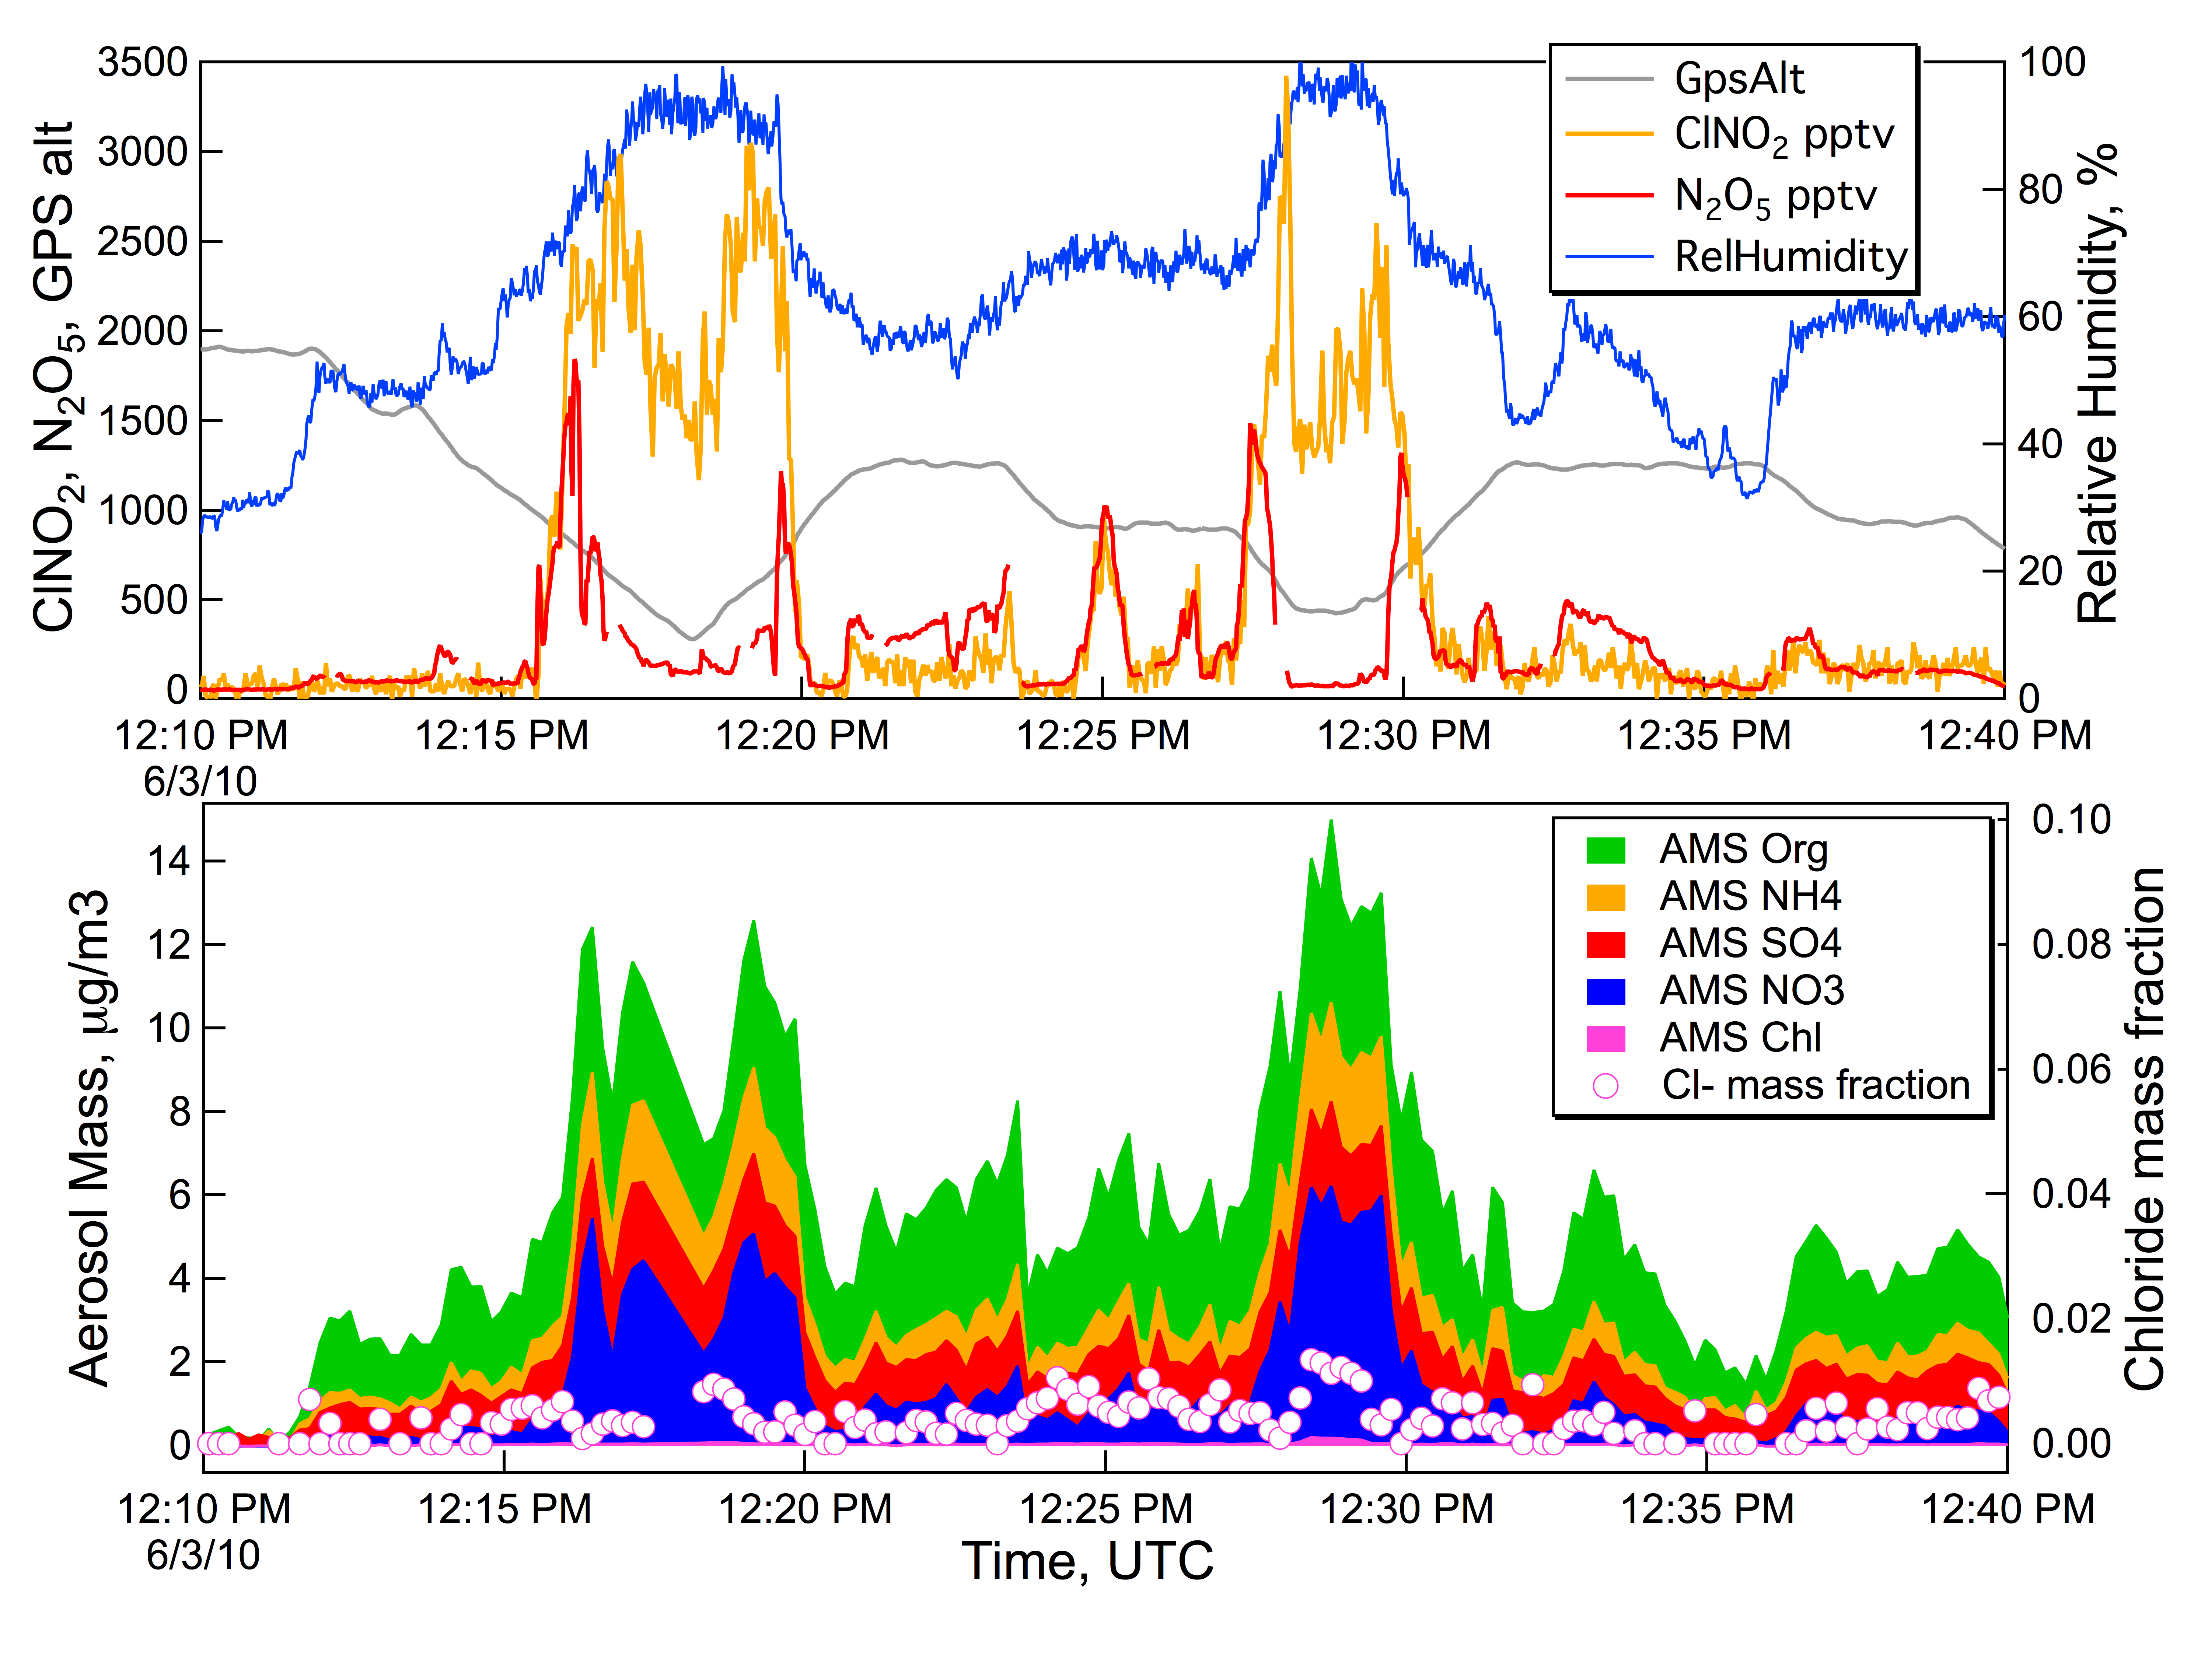 ClNO2, N2O5, GPS alt
3500
3000
2500
2000
1500
1000
500
0
GpsAlt
ClNO2 pptv
N2O5 pptv
RelHumidity
100
80
60
40
20
0
Relative Humidity, %
12:10 PM 12:15 PM 12:20 PM 12:25 PM 12:30 PM 12:35 PM 12:40 PM
6/3/10
Aerosol Mass, µg/m3
14
12
10
8
6
4
2
0
AMS Org
AMS NH4
AMS SO4
AMS NO3
AMS Chl
Cl- mass fraction
0.10
0.08
0.06
0.04
0.02
0.00
Chloride mass fraction
12:10 PM 12:15 PM 12:20 PM 12:25 PM 12:30 PM 12:35 PM 12:40 PM
6/3/10
Time, UTC